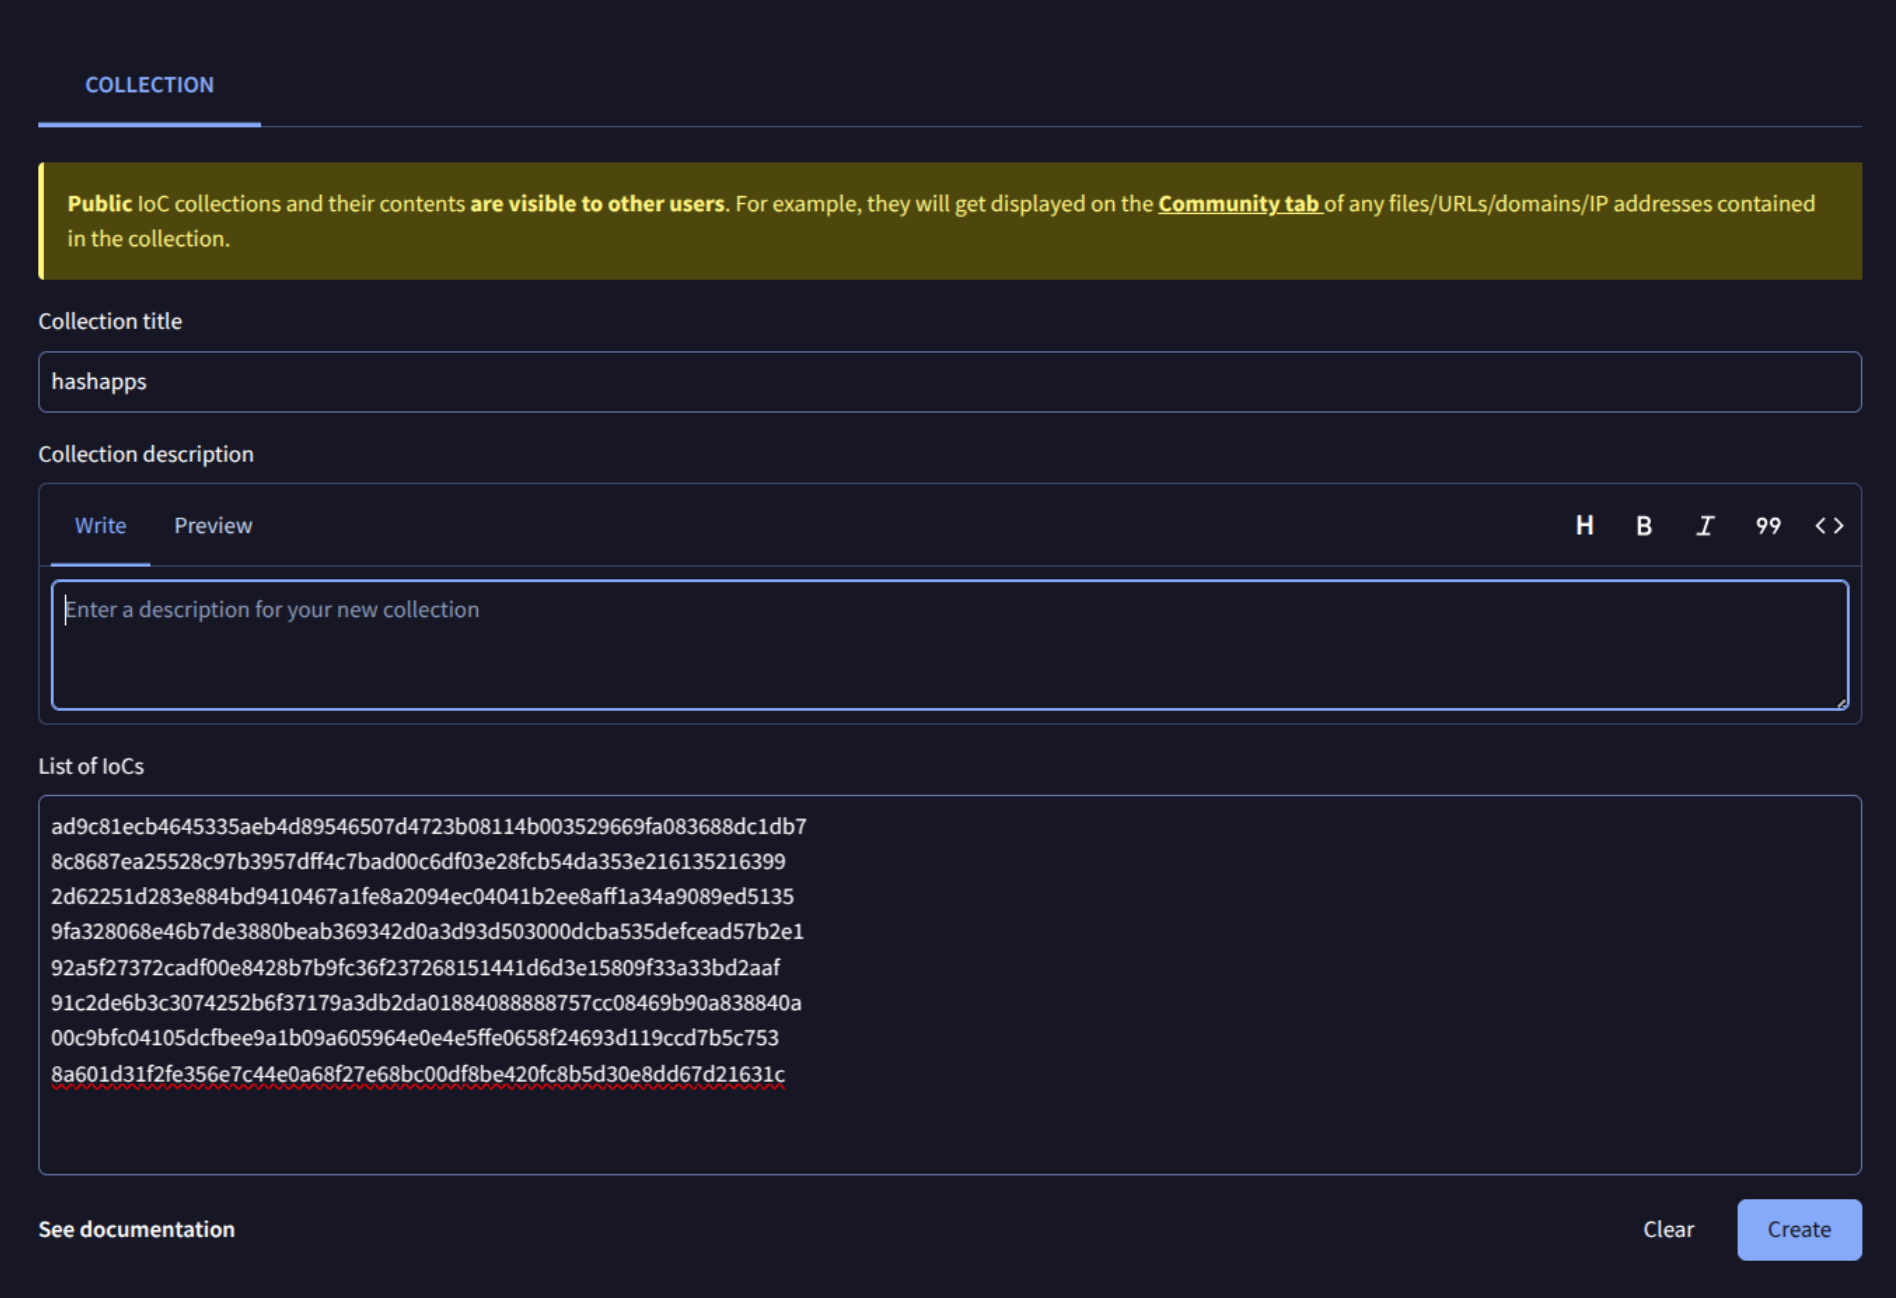 COLLECTION
Public IoC collections and their contents are visible to other users. For example, they will get displayed on the Community tab of any files/URLs/domains/IP addresses contained
in the collection.
Collection title
hashapps
Collection description
Write Preview H B I 99 <>
Enter a description for your new collection
List of IoCs
ad9c81ecb4645335aeb4d89546507d4723b08114b003529669fa083688dc1db7
8c8687ea25528c97b3957dff4c7bad00c6df03e28fcb54da353e216135216399
2d62251d283e884bd9410467a1fe8a2094ec04041b2ee8aff1a34a9089ed5135
9fa328068e46b7de3880beab369342d0a3d93d503000dcba535defcead57b2e1
92a5f27372cadf00e8428b7b9fc36f237268151441d6d3e15809f33a33bd2aaf
91c2de6b3c3074252b6f37179a3db2da01884088888757cc08469b90a838840a
00c9bfc04105dcfbee9a1b09a605964e0e4e5ffe0658f24693d119ccd7b5c753
8a601d31f2fe356e7c44e0a68f27e68bc00df8be420fc8b5d30e8dd67d21631c
See documentation Clear Create